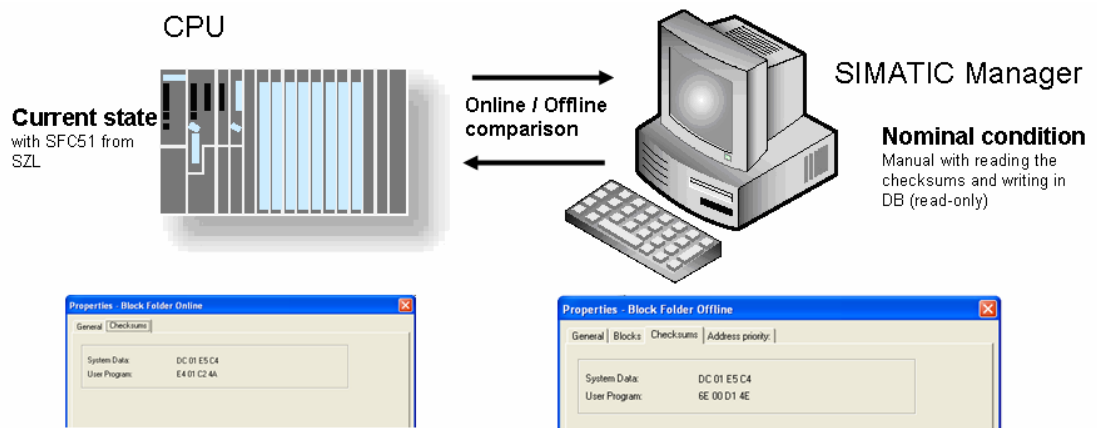 CPU
SIMATIC Manager
Current state
with SFC51 from
SZL
Online / Offline
comparison
Nominal condition
Manual with reading the
checksums and writing in
DB (read-only)
Properties - Block Folder Online
General Checksums
System Data: DC 01 E5 C4
User Program: E4 01 C2 4A
Properties - Block Folder Offline
General Blocks Checksums Address priority:
System Data: DC 01 E5 C4
User Program: 6E 00 D1 4E